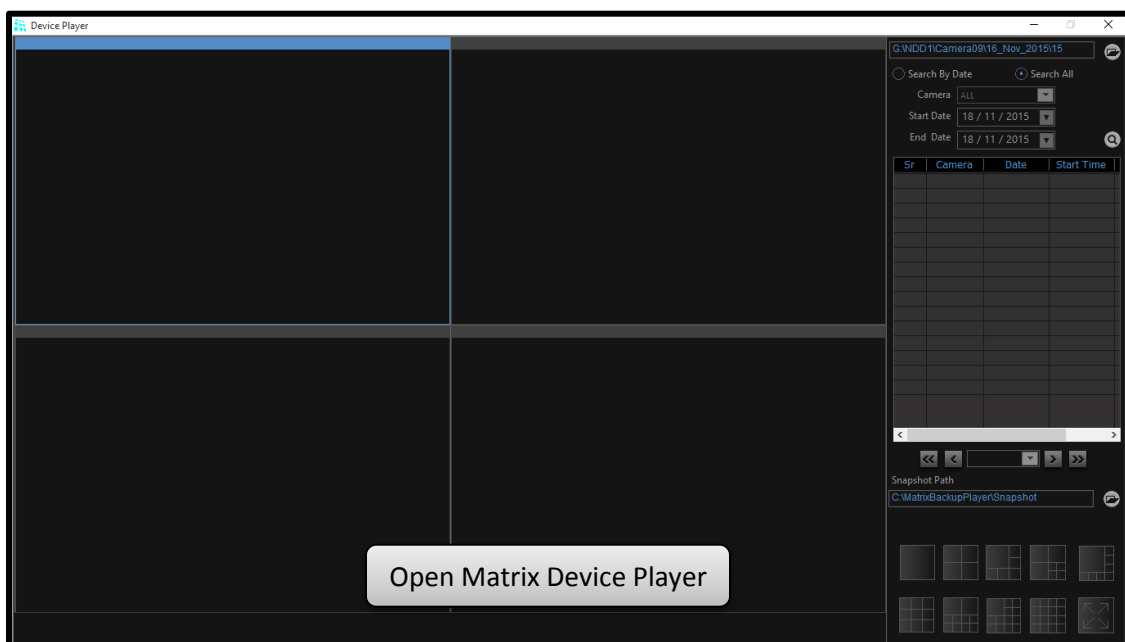 Device Player
G:\NDD1\Camera09\16_Nov_2015\15
Search By Date Search All
Camera ALL
Start Date 18 / 11 / 2015
End Date 18 / 11 / 2015
Sr Camera Date Start Time
Snapshot Path
C:\MatrixBackupPlayer\Snapshot
Open Matrix Device Player